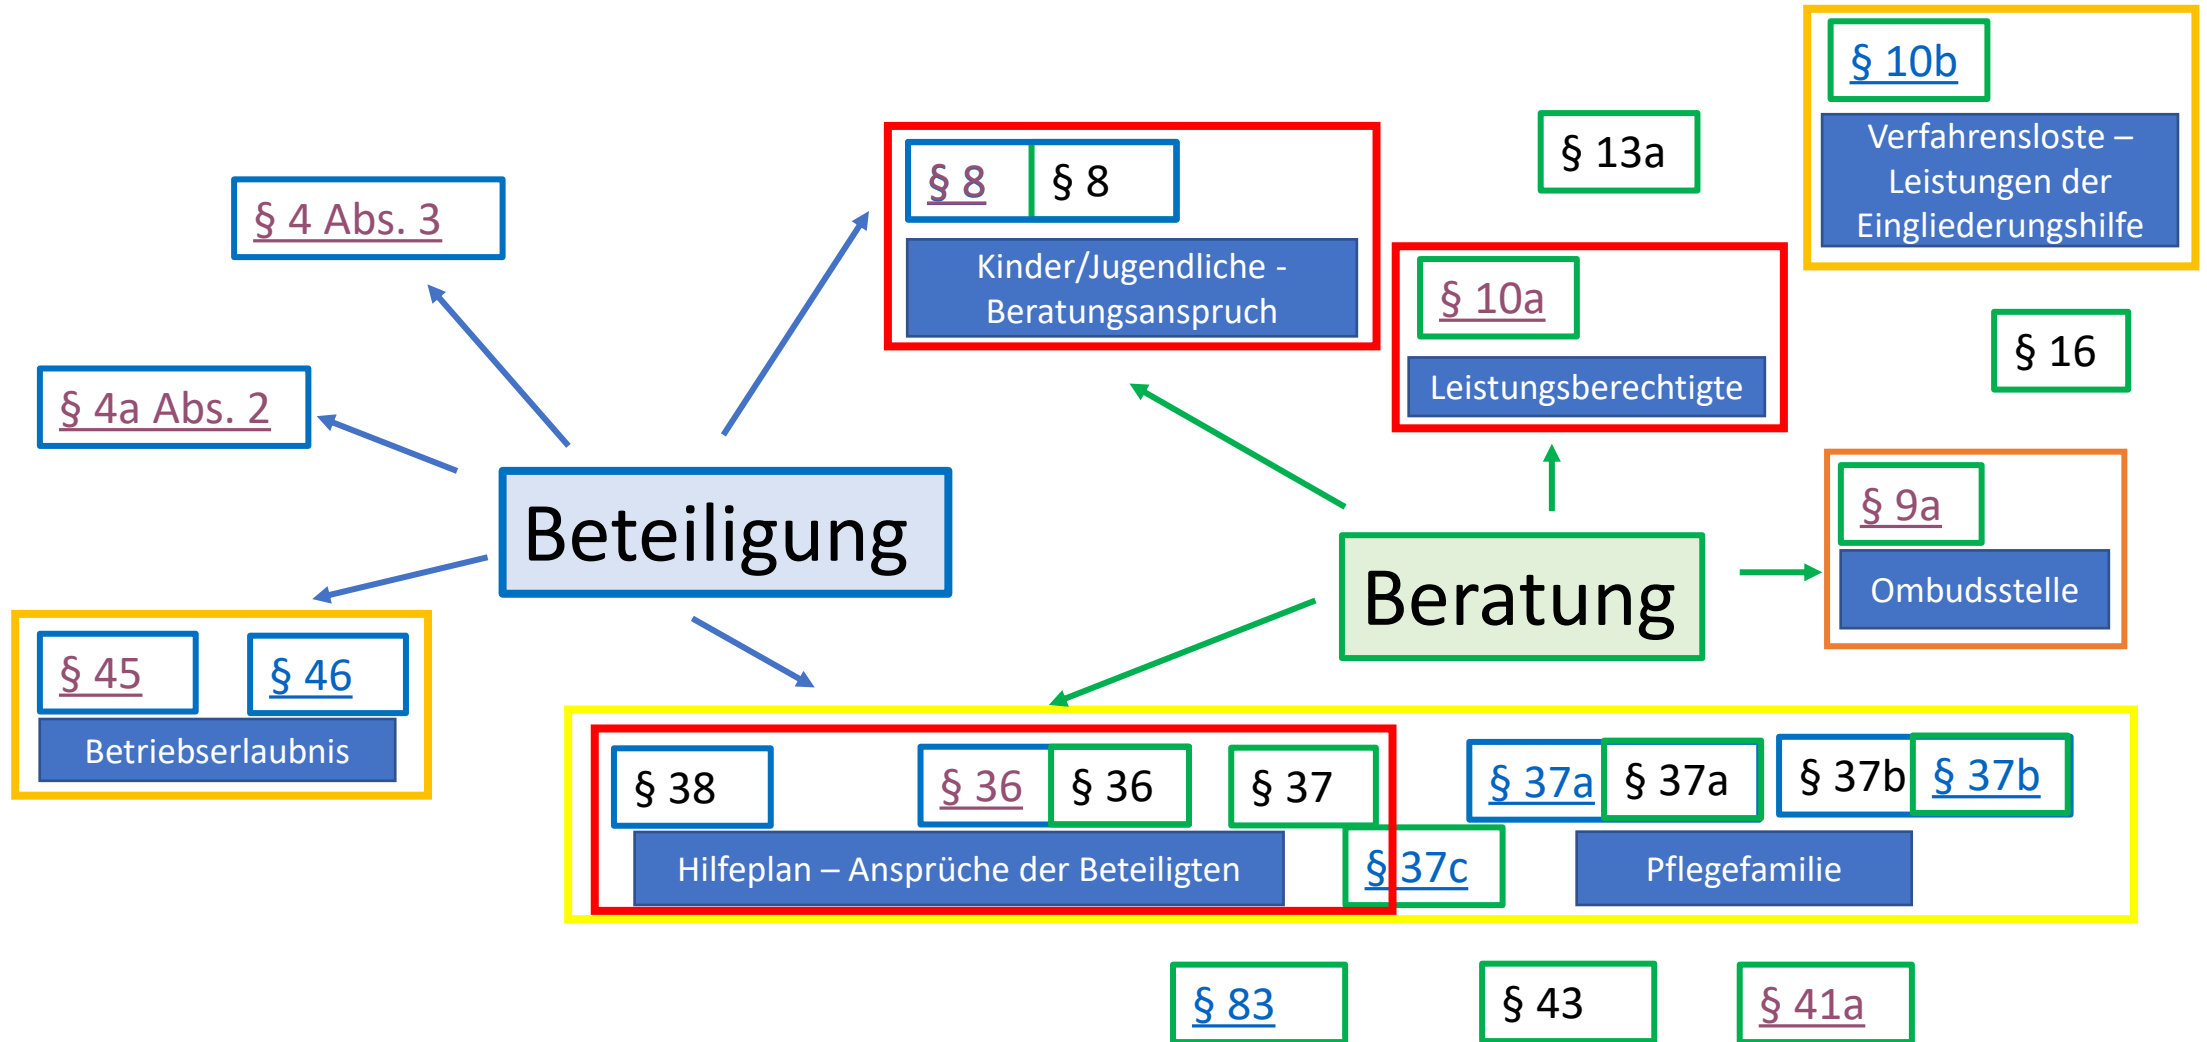 § 10b
Verfahrensloste –
Leistungen der
Eingliederungshilfe
§ 13a
§ 8
§ 8
Kinder/Jugendliche -
Beratungsanspruch
§ 4 Abs. 3
§ 10a
Leistungsberechtigte
§ 16
§ 4a Abs. 2
Beteiligung
§ 9a
Ombudsstelle
Beratung
§ 45
§ 46
Betriebserlaubnis
§ 38
§ 36
§ 36
§ 37
§ 37a
§ 37a
§ 37b
§ 37b
Hilfeplan – Ansprüche der Beteiligten
§ 37c
Pflegefamilie
§ 83
§ 43
§ 41a